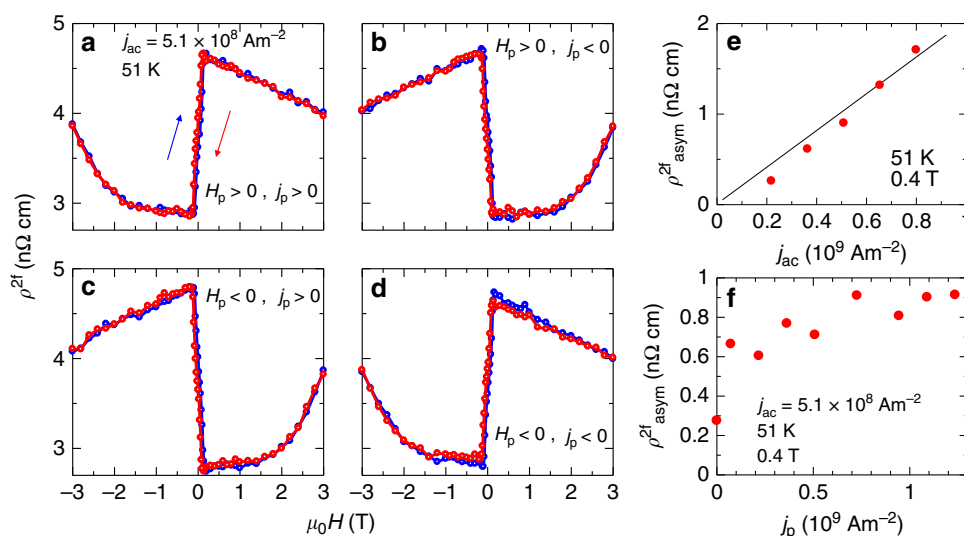 a
j_ac = 5.1 × 10^8 Am^−2
51 K
H_p > 0 , j_p > 0
5
4
3
b
H_p > 0 , j_p < 0
ρ^2f (nΩ cm)
c
H_p < 0 , j_p > 0
5
4
3
−3 −2 −1 0 1 2 3
d
H_p < 0 , j_p < 0
−3 −2 −1 0 1 2 3
μ_0H (T)
e
ρ^2f_asym (nΩ cm)
2
1
0
51 K
0.4 T
0 0.2 0.4 0.6 0.8 1
j_ac (10^9 Am^−2)
f
ρ^2f_asym (nΩ cm)
1
0.8
0.6
0.4
0.2
0
j_ac = 5.1 × 10^8 Am^−2
51 K
0.4 T
0 0.5 1
j_p (10^9 Am^−2)